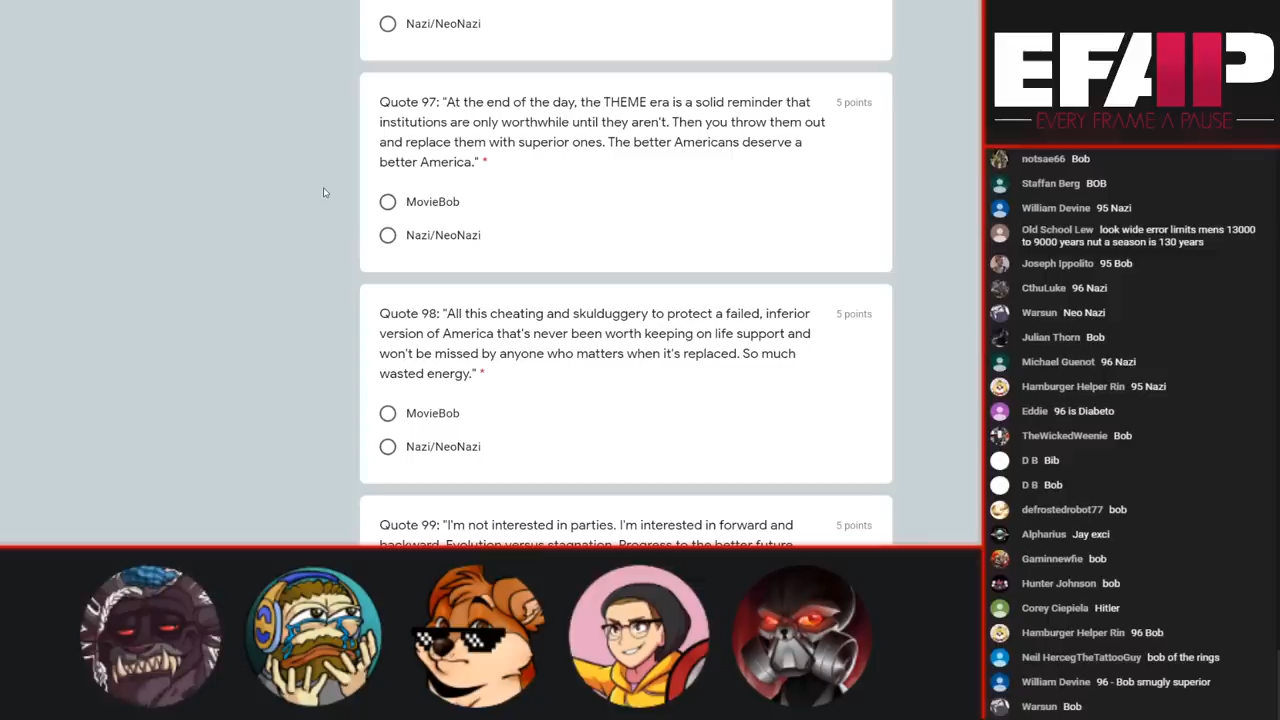 Nazi/NeoNazi
Quote 97: "At the end of the day, the THEME era is a solid reminder that
5 points
institutions are only worthwhile until they aren't. Then you throw them out
and replace them with superior ones. The better Americans deserve a
better America." *
MovieBob
Nazi/NeoNazi
Quote 98: "All this cheating and skulduggery to protect a failed, inferior
5 points
version of America that's never been worth keeping on life support and
won't be missed by anyone who matters when it's replaced. So much
wasted energy." *
MovieBob
Nazi/NeoNazi
Quote 99: "I'm not interested in parties. I'm interested in forward and
5 points
backward. Evolution versus stagnation. Progress to the better future
EFAP
EVERY FRAME A PAUSE
notsae66 Bob
Staffan Berg BOB
William Devine 95 Nazi
Old School Lew look wide error limits mens 13000
to 9000 years nut a season is 130 years
Joseph Ippolito 95 Bob
CthuLuke 96 Nazi
Warsun Neo Nazi
Julian Thorn Bob
Michael Guenot 96 Nazi
Hamburger Helper Rin 95 Nazi
Eddie 96 is Diabeto
TheWickedWeenie Bob
D B Bib
D B Bob
defrostedrobot77 bob
Alpharius Jay exci
Gaminnewfie bob
Hunter Johnson bob
Corey Ciepiela Hitler
Hamburger Helper Rin 96 Bob
Neil HercegTheTattooGuy bob of the rings
William Devine 96 - Bob smugly superior
Warsun Bob